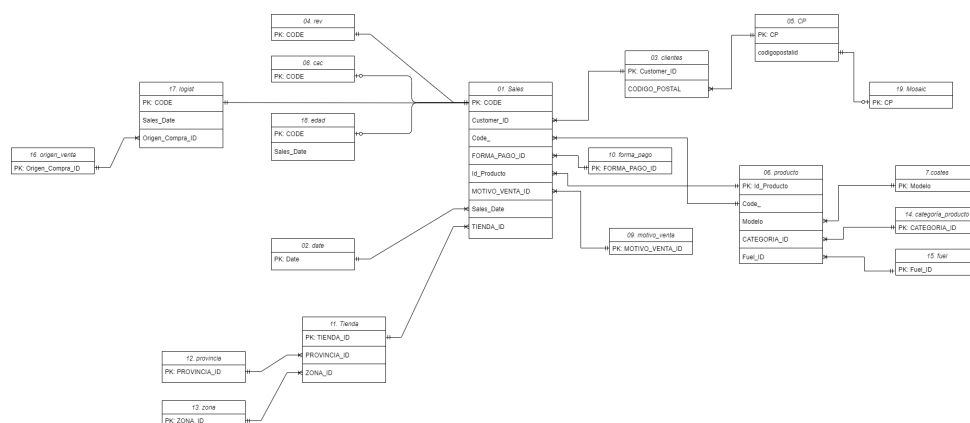 04. rev
PK: CODE
08. cac
PK: CODE
17. logist
PK: CODE
Sales_Date
Origen_Compra_ID
18. edad
PK: CODE
Sales_Date
16. origen_venta
PK: Origen_Compra_ID
02. date
PK: Date
01. Sales
PK: CODE
Customer_ID
Code_
FORMA_PAGO_ID
Id_Producto
MOTIVO_VENTA_ID
Sales_Date
TIENDA_ID
03. clientes
PK: Customer_ID
CODIGO_POSTAL
05. CP
PK: CP
codigopostalid
19. Mosaic
PK: CP
10: forma_pago
PK: FORMA_PAGO_ID
09. motivo_venta
PK: MOTIVO_VENTA_ID
06. producto
PK: Id_Producto
Code_
Modelo
CATEGORIA_ID
Fuel_ID
7.costes
PK: Modelo
14. categoría_producto
PK: CATEGORIA_ID
15. fuel
PK: Fuel_ID
11. Tienda
PK: TIENDA_ID
PROVINCIA_ID
ZONA_ID
12. provincia
PK: PROVINCIA_ID
13. zona
PK: ZONA_ID